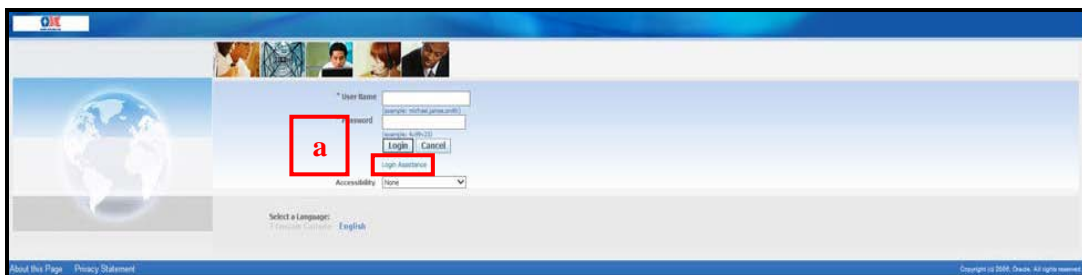 * User Name
(example: michael.james.smith)
Password
(example: 4u99v23)
a
Login Cancel
Login Assistance
Accessibility None
Select a Language:
English
About this Page Privacy Statement
Copyright (c) 2006, Oracle. All rights reserved.